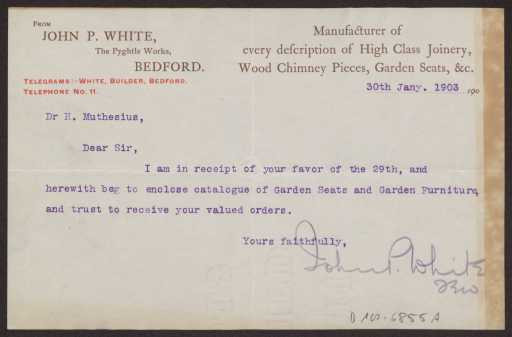 FROM
JOHN P. WHITE,
The Pyghtle Works,
BEDFORD.
TELEGRAMS:-WHITE, BUILDER, BEDFORD.
TELEPHONE NO. 11.
Manufacturer of
every description of High Class Joinery,
Wood Chimney Pieces, Garden Seats, &c.
30th Jany. 1903 190
Dr H. Muthesius,
Dear Sir,
I am in receipt of your favor of the 29th, and
herewith beg to enclose catalogue of Garden Seats and Garden Furniture,
and trust to receive your valued orders.
Yours faithfully,
John P. White
D 102-6855 A